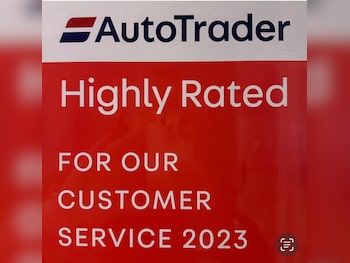 AutoTrader
Highly Rated
FOR OUR
CUSTOMER
SERVICE 2023